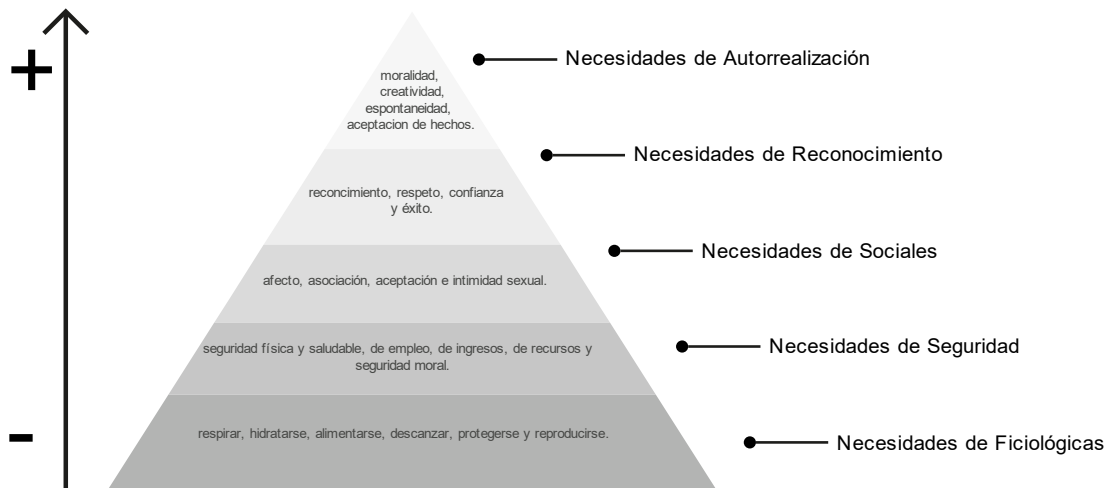 +
Necesidades de Autorrealización
moralidad,
creatividad,
espontaneidad,
aceptacion de hechos.
Necesidades de Reconocimiento
reconcimiento, respeto, confianza
y éxito.
Necesidades de Sociales
afecto, asociación, aceptación e intimidad sexual.
Necesidades de Seguridad
seguridad física y saludable, de empleo, de ingresos, de recursos y
seguridad moral.
-
Necesidades de Ficiológicas
respirar, hidratarse, alimentarse, descanzar, protegerse y reproducirse.